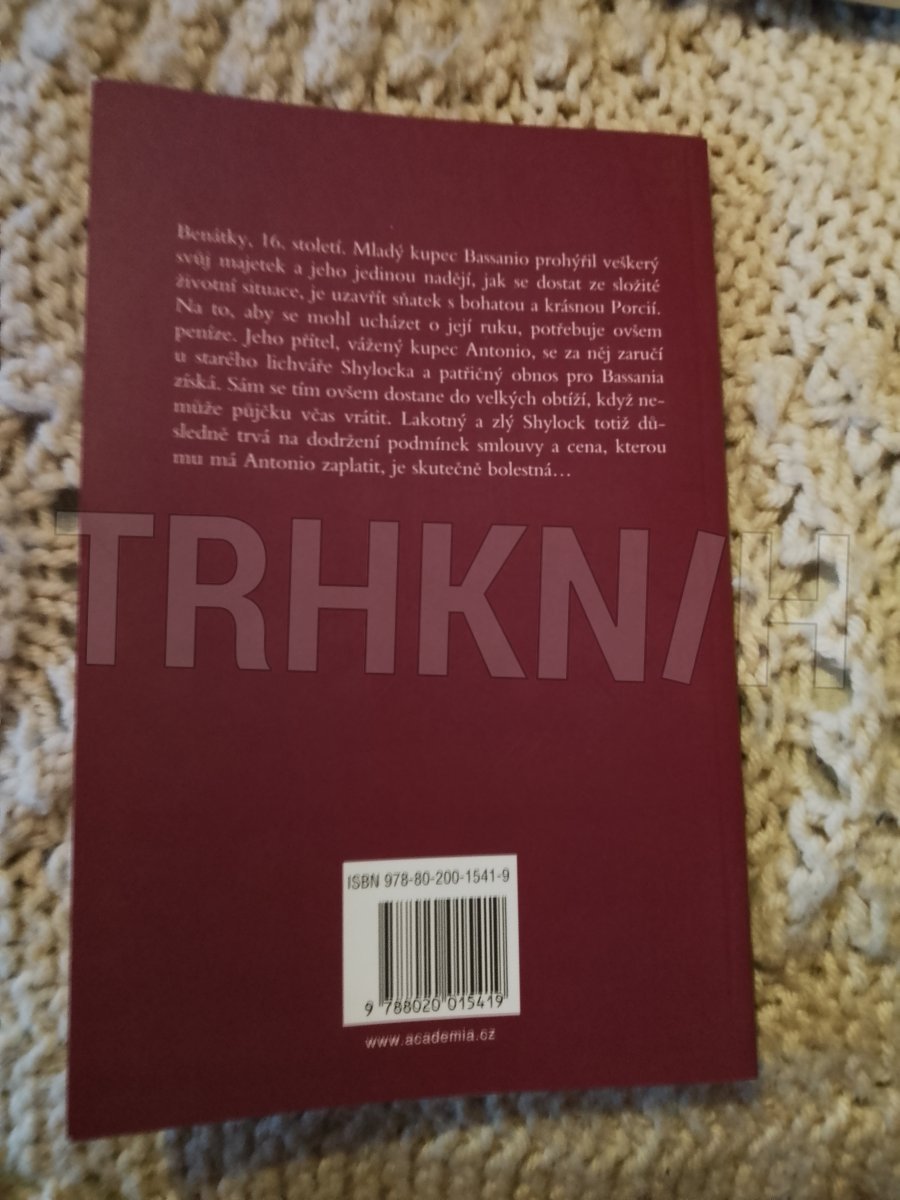 Benátky, 16. století. Mladý kupec Bassanio prohýřil veškerý
svůj majetek a jeho jedinou nadějí, jak se dostat ze složité
životní situace, je uzavřít sňatek s bohatou a krásnou Porcií.
Na to, aby se mohl ucházet o její ruku, potřebuje ovšem
peníze. Jeho přítel, vážený kupec Antonio, se za něj zaručí
u starého lichváře Shylocka a patřičný obnos pro Bassania
získá. Sám se tím ovšem dostane do velkých obtíží, když ne-
může půjčku včas vrátit. Lakotný a zlý Shylock totiž dů-
sledně trvá na dodržení podmínek smlouvy a cena, kterou
mu má Antonio zaplatit, je skutečně bolestná…
TRHKN/H
ISBN 978-80-200-1541-9
9 788020 015419
www.academia.cz